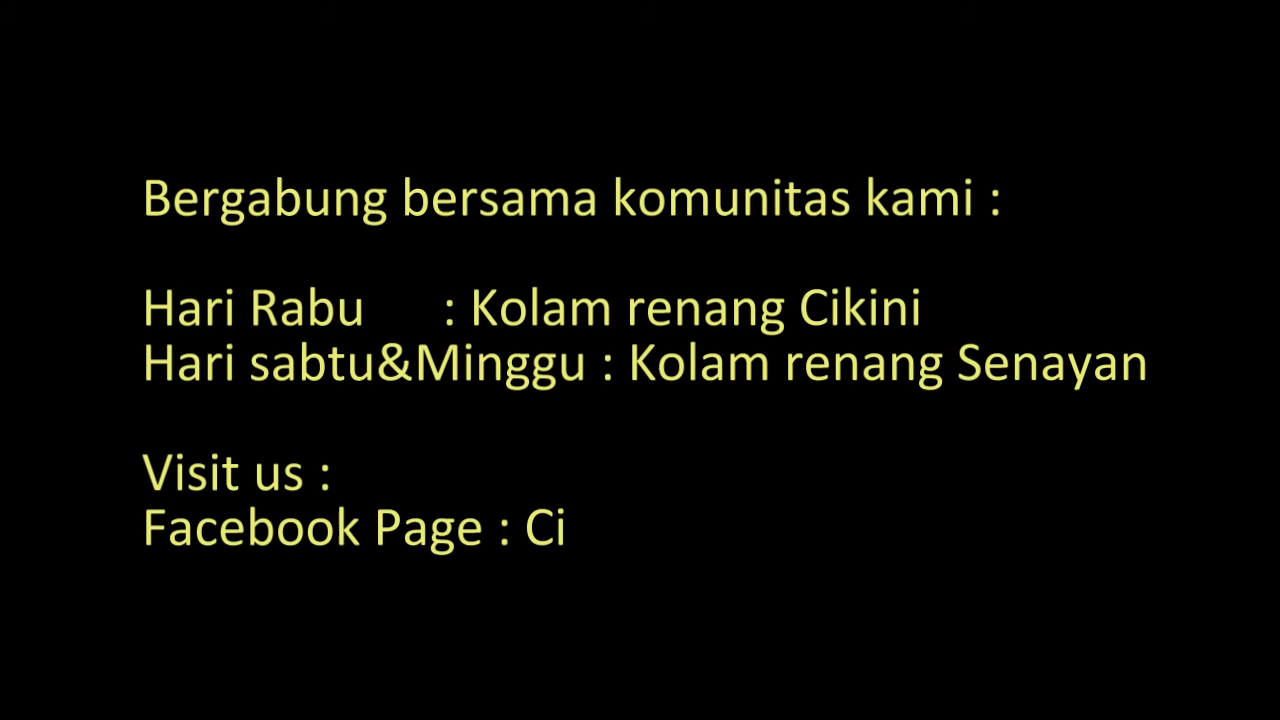 Bergabung bersama komunitas kami :
Hari Rabu : Kolam renang Cikini
Hari sabtu&Minggu : Kolam renang Senayan
Visit us :
Facebook Page : Ci